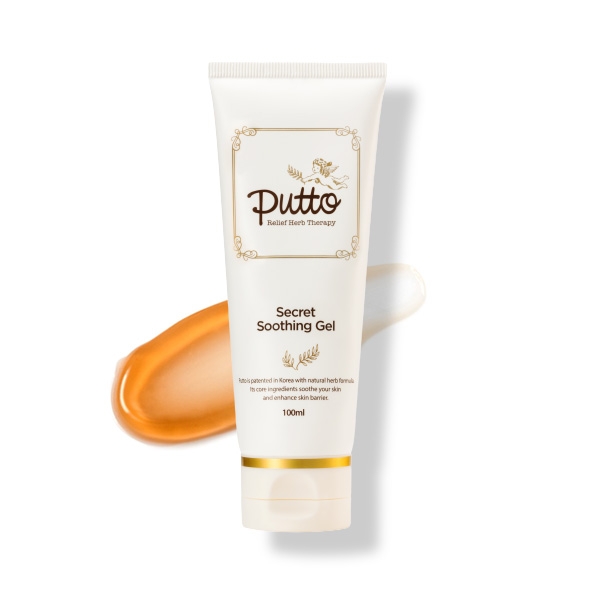 Putto
Relief Herb Therapy
Secret
Soothing Gel
Putto is patented in Korea with natural herb formula.
Its core ingredients soothe your skin
and enhance skin barrier.
100ml